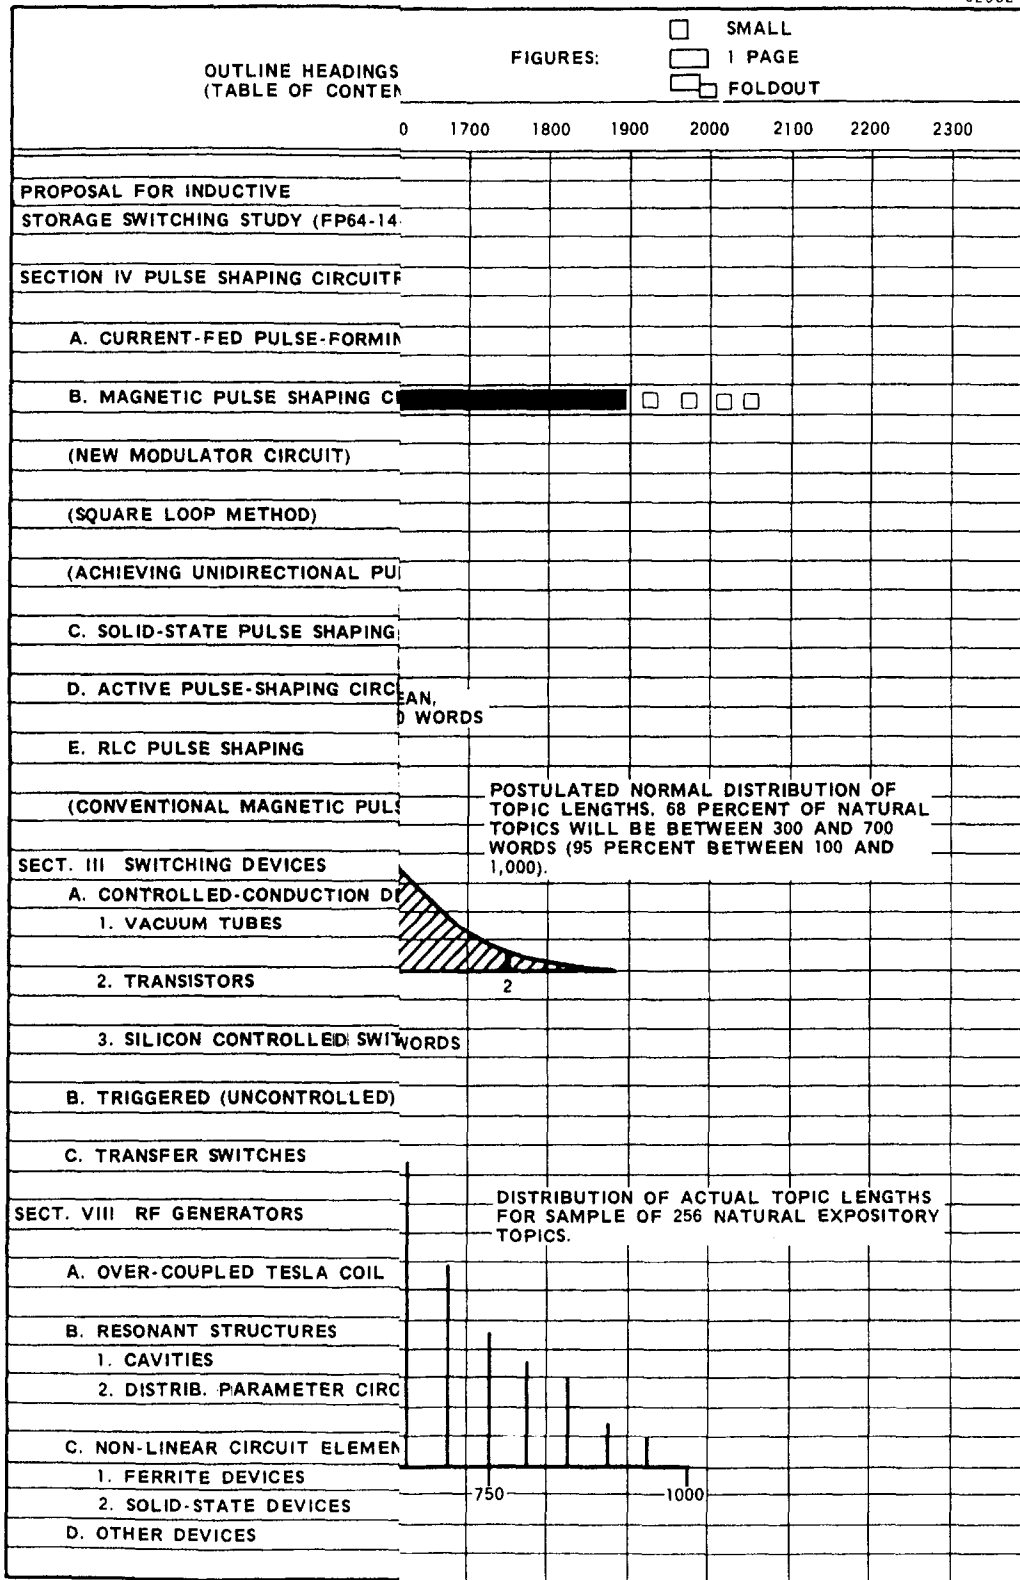 SMALL
FIGURES:
1 PAGE
OUTLINE HEADINGS
(TABLE OF CONTEN
FOLDOUT
0 1700 1800 1900 2000 2100 2200 2300
PROPOSAL FOR INDUCTIVE
STORAGE SWITCHING STUDY (FP64-14
SECTION IV PULSE SHAPING CIRCUIT
A. CURRENT-FED PULSE-FORMIN
B. MAGNETIC PULSE SHAPING C
(NEW MODULATOR CIRCUIT)
(SQUARE LOOP METHOD)
(ACHIEVING UNIDIRECTIONAL PU
C. SOLID-STATE PULSE SHAPING
D. ACTIVE PULSE-SHAPING CIRC
EAN,
WORDS
E. RLC PULSE SHAPING
(CONVENTIONAL MAGNETIC PULS
POSTULATED NORMAL DISTRIBUTION OF
TOPIC LENGTHS. 68 PERCENT OF NATURAL
TOPICS WILL BE BETWEEN 300 AND 700
WORDS (95 PERCENT BETWEEN 100 AND
1,000).
SECT. III SWITCHING DEVICES
A. CONTROLLED-CONDUCTION DE
1. VACUUM TUBES
2. TRANSISTORS
2
3. SILICON CONTROLLED SWIT
WORDS
B. TRIGGERED (UNCONTROLLED)
C. TRANSFER SWITCHES
SECT. VIII RF GENERATORS
DISTRIBUTION OF ACTUAL TOPIC LENGTHS
FOR SAMPLE OF 256 NATURAL EXPOSITORY
TOPICS.
A. OVER-COUPLED TESLA COIL
B. RESONANT STRUCTURES
1. CAVITIES
2. DISTRIB. PARAMETER CIRC
C. NON-LINEAR CIRCUIT ELEMEN
1. FERRITE DEVICES
750 1000
2. SOLID-STATE DEVICES
D. OTHER DEVICES